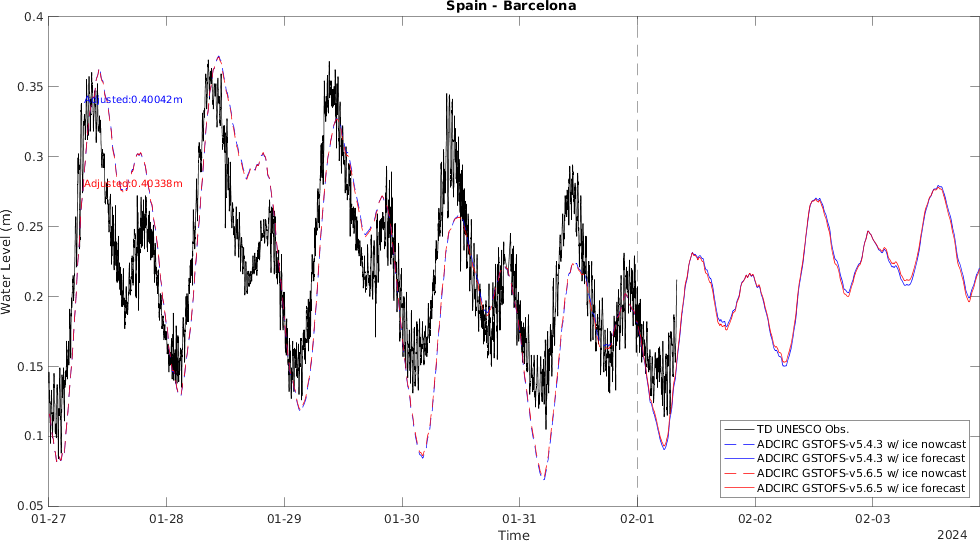 Spain - Barcelona
0.4
0.35
0.3
0.25
0.2
0.15
0.1
0.05
Water Level (m)
Adjusted:0.40042m
Adjusted:0.40338m
TD UNESCO Obs.
ADCIRC GSTOFS-v5.4.3 w/ ice nowcast
ADCIRC GSTOFS-v5.4.3 w/ ice forecast
ADCIRC GSTOFS-v5.6.5 w/ ice nowcast
ADCIRC GSTOFS-v5.6.5 w/ ice forecast
01-27 01-28 01-29 01-30 01-31 02-01 02-02 02-03
Time
2024